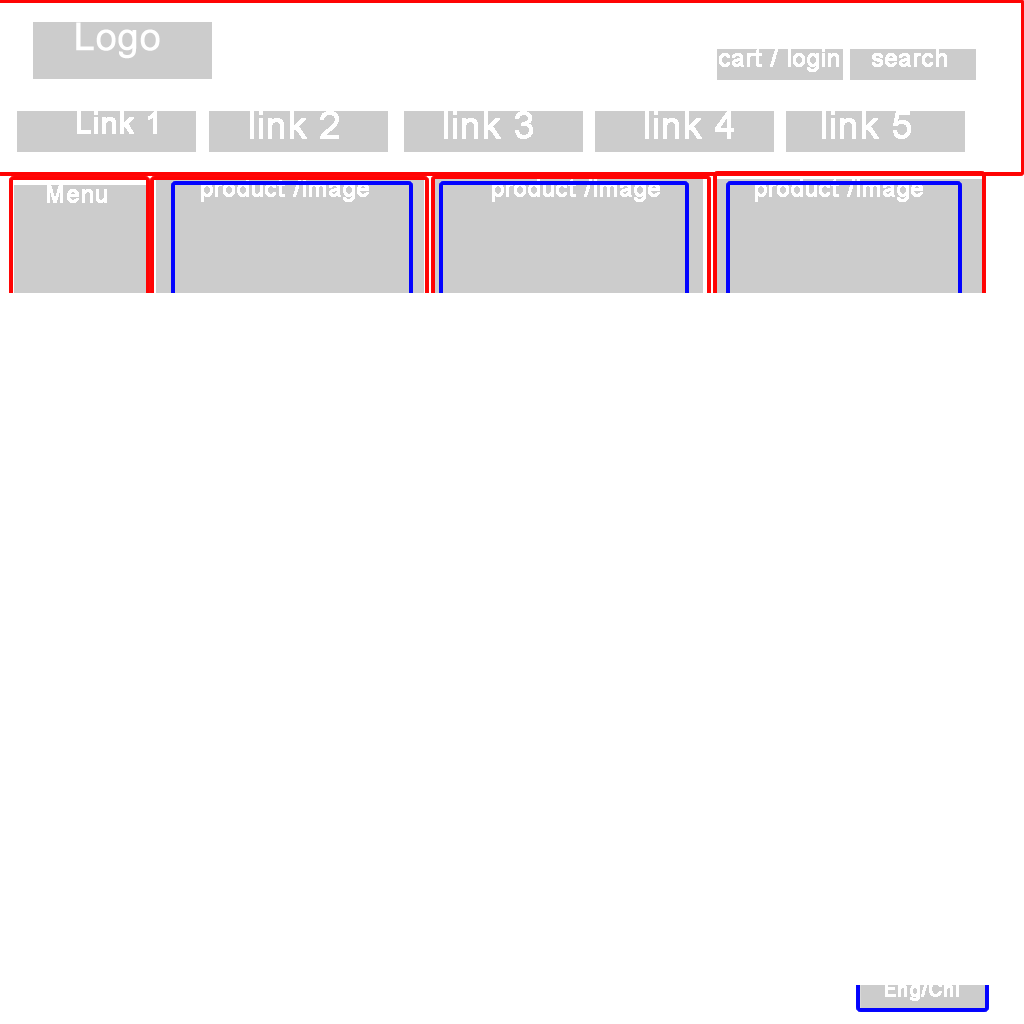 Logo
cart / login
search
Link 1
link 2
link 3
link 4
link 5
Menu
product /image
product /image
product /image
Eng/Chi